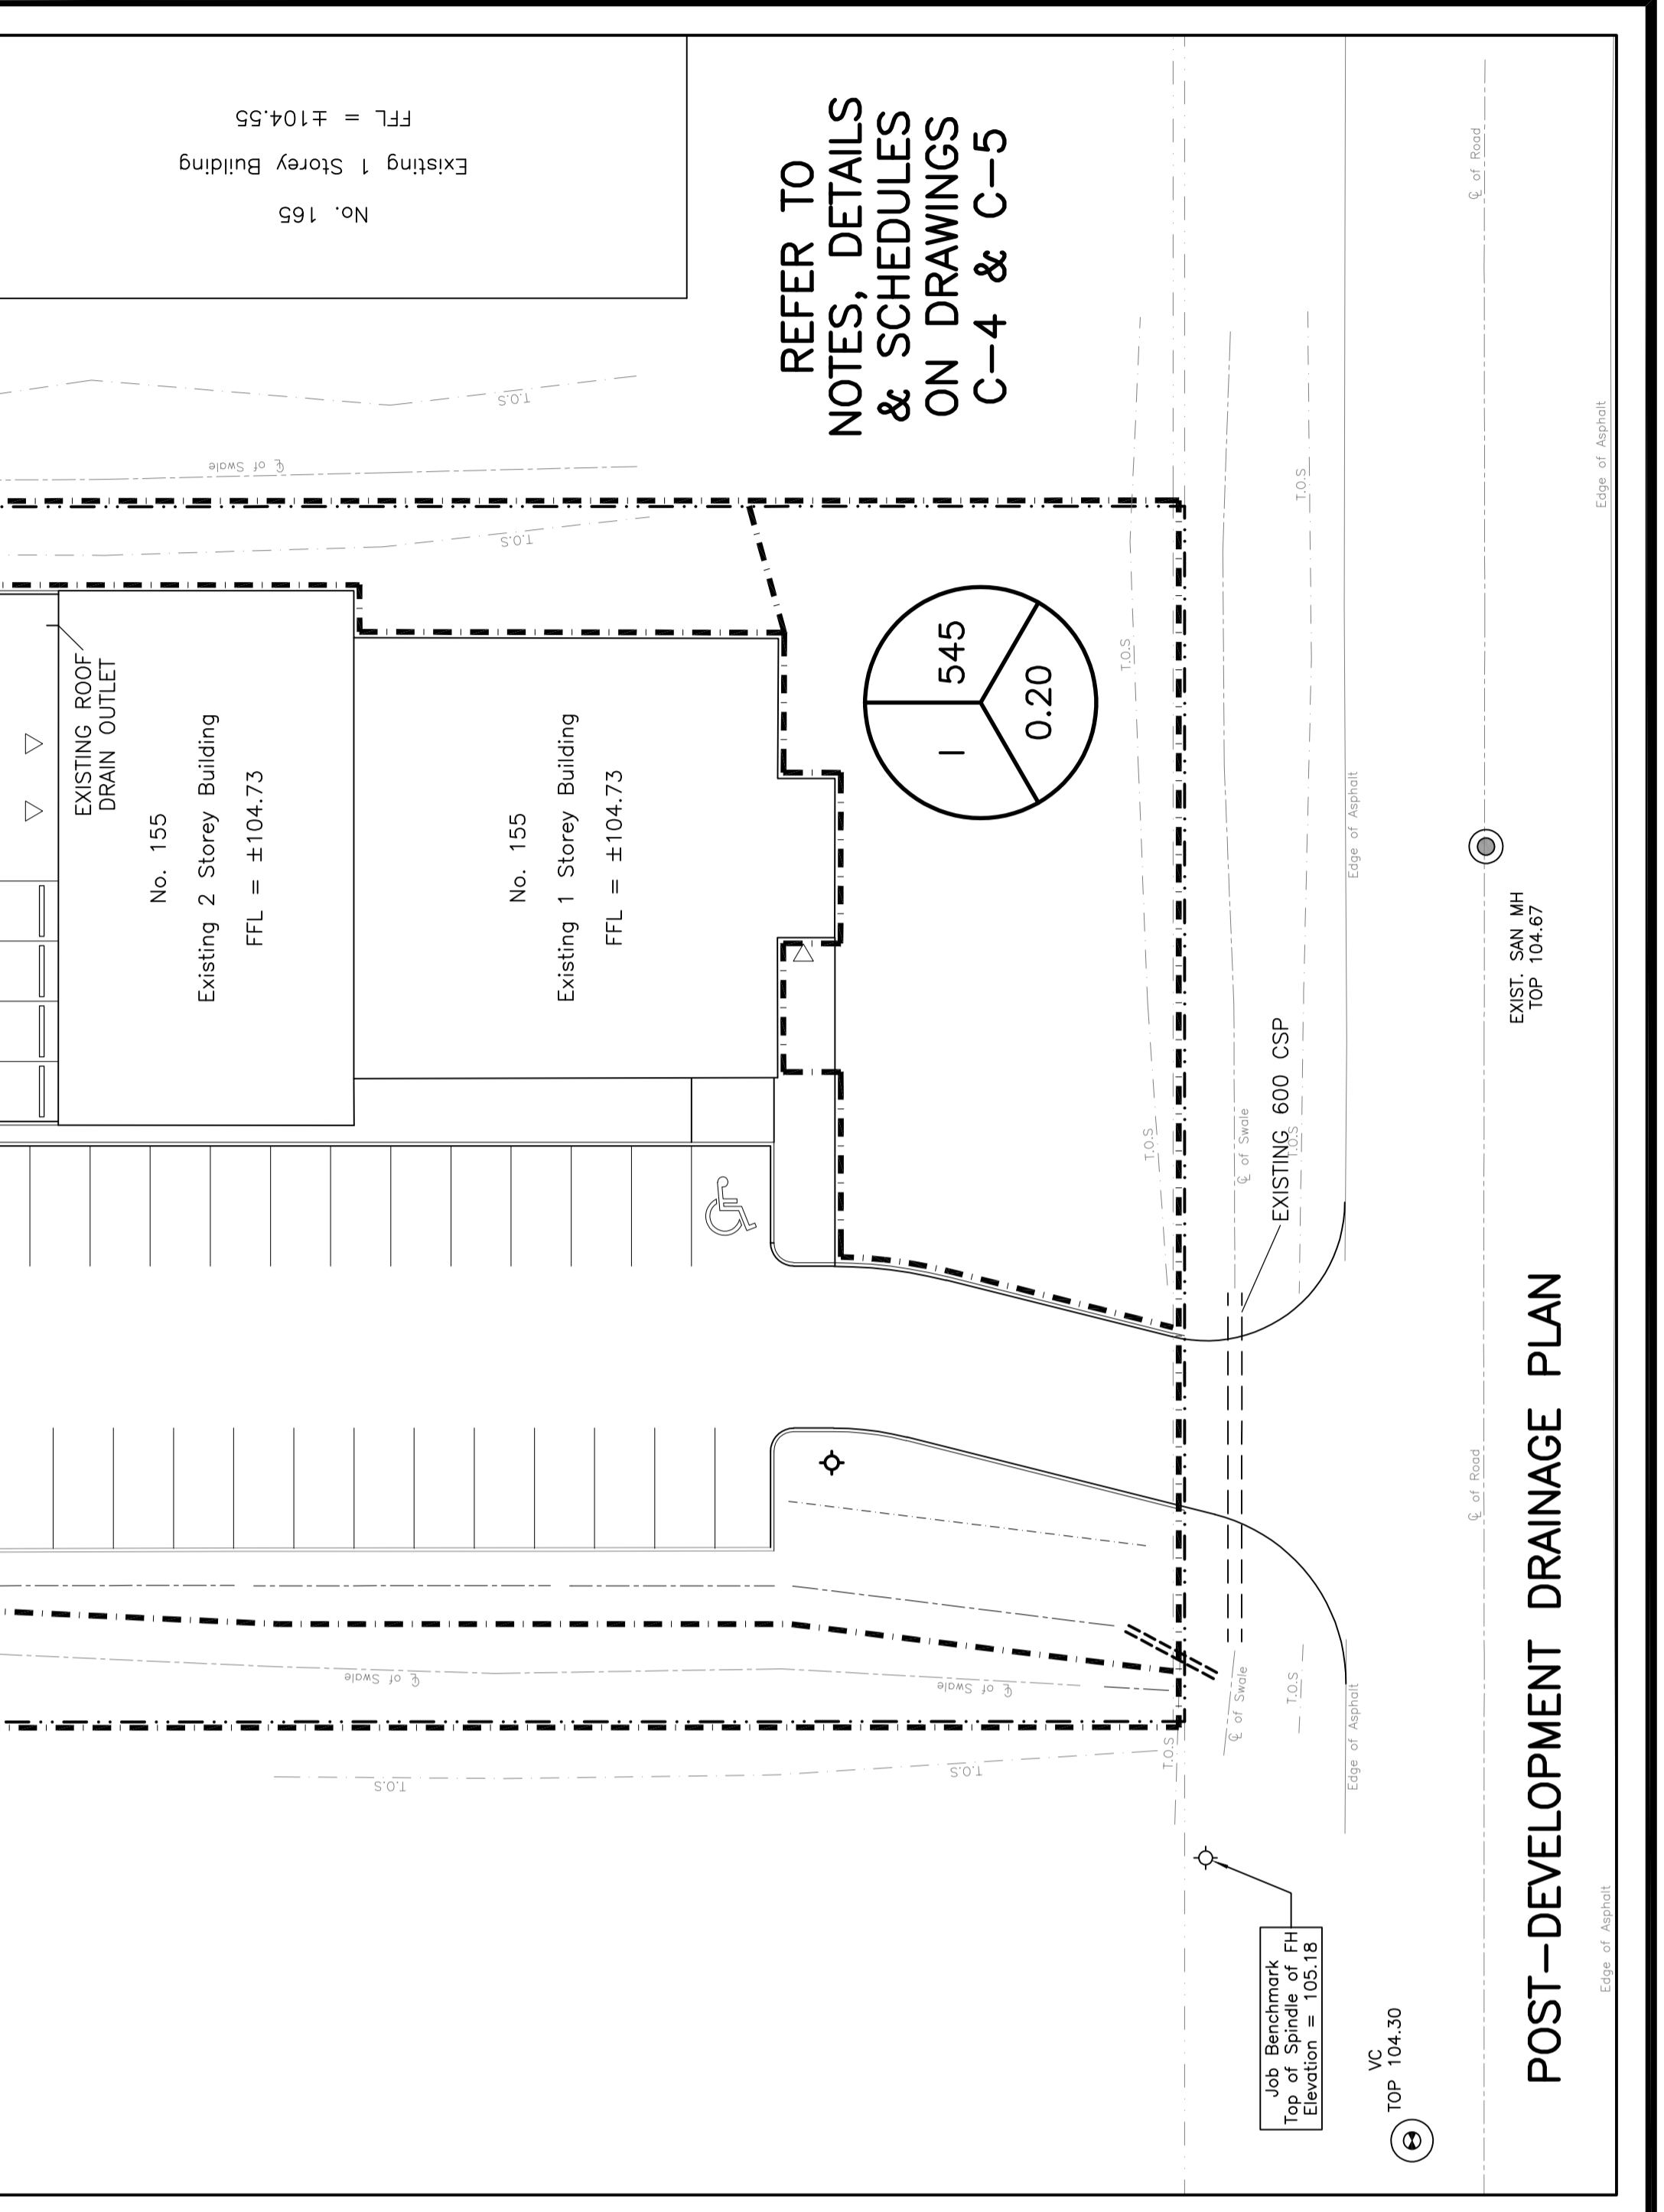 FFL = ±104.55
Existing 1 Storey Building
No. 165
REFER TO
NOTES, DETAILS
& SCHEDULES
ON DRAWINGS
C-4 & C-5
℄ of Road
T.O.S
℄ of Swale
T.O.S
T.O.S
Edge of Asphalt
EXISTING ROOF
DRAIN OUTLET
No. 155
Existing 2 Storey Building
FFL = ±104.73
No. 155
Existing 1 Storey Building
FFL = ±104.73
I
545
0.20
T.O.S
Edge of Asphalt
EXIST. SAN MH
TOP 104.67
T.O.S
℄ of Swale
T.O.S
EXISTING 600 CSP
℄ of Road
℄ of Swale
℄ of Swale
℄ of Swale
T.O.S
T.O.S
T.O.S
T.O.S
Edge of Asphalt
Edge of Asphalt
Job Benchmark
Top of Spindle of FH
Elevation = 105.18
VC
TOP 104.30
POST-DEVELOPMENT DRAINAGE PLAN